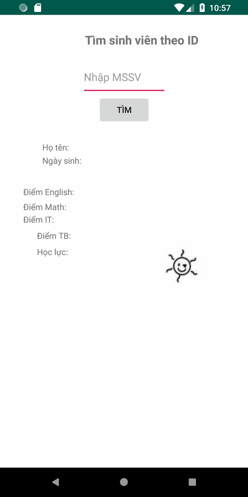 10:57
Tìm sinh viên theo ID
Nhập MSSV
TÌM
Họ tên:
Ngày sinh:
Điểm English:
Điểm Math:
Điểm IT:
Điểm TB:
Học lực: